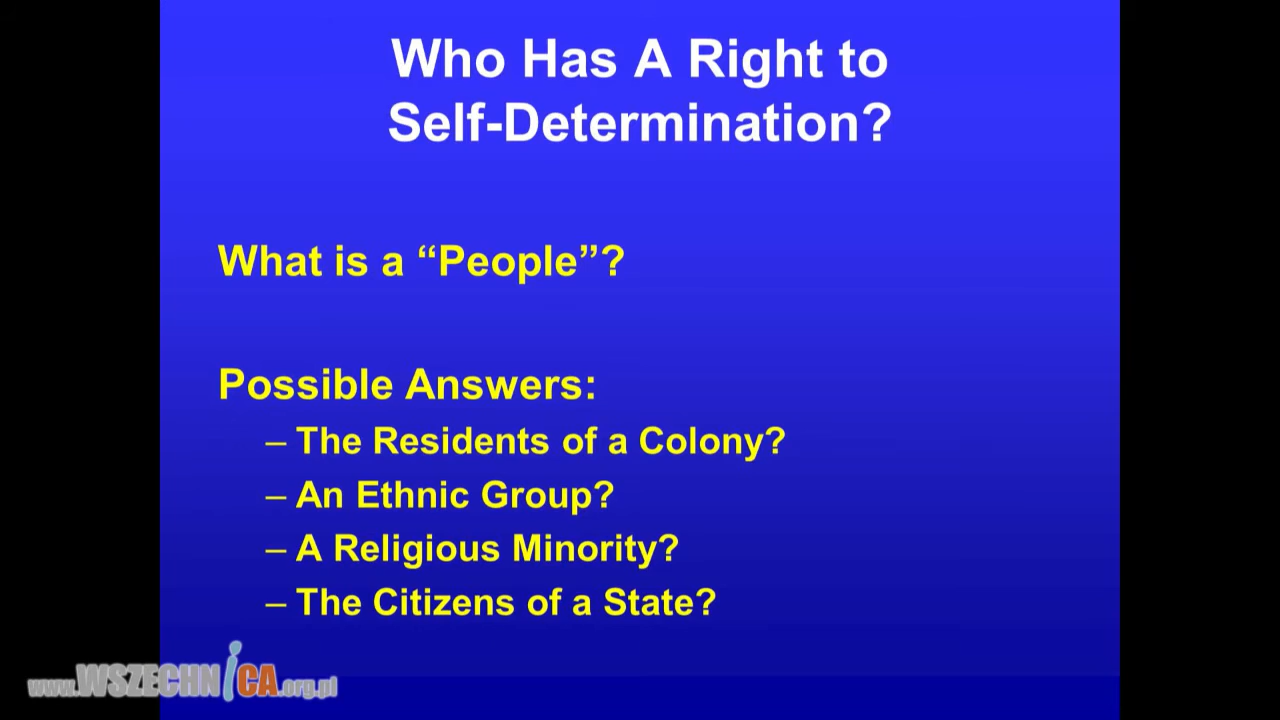 Who Has A Right to
Self-Determination?
What is a “People”?
Possible Answers:
– The Residents of a Colony?
– An Ethnic Group?
– A Religious Minority?
– The Citizens of a State?
www.WSZECHNiCA.org.pl